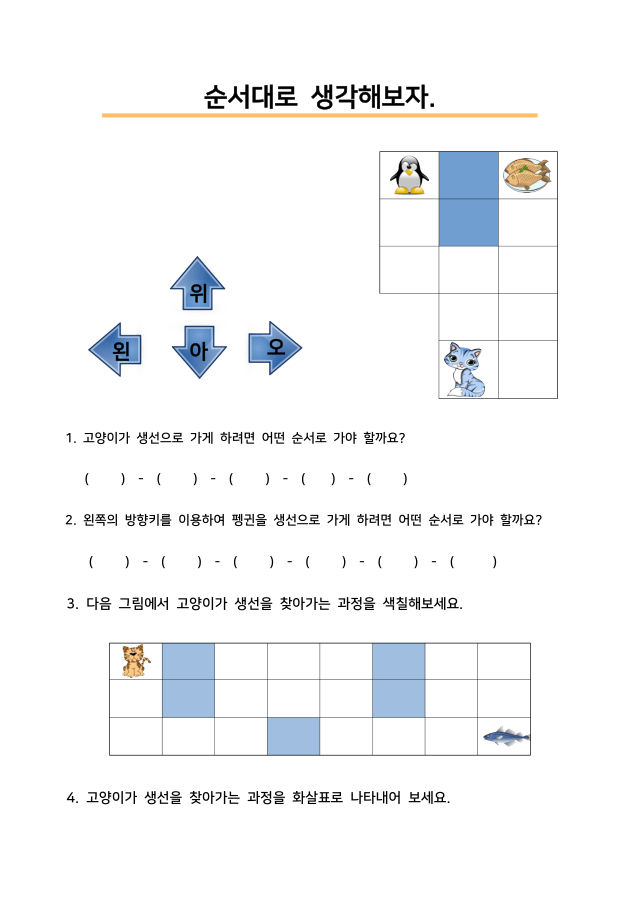 순서대로 생각해보자.
위
왼
아
오
1. 고양이가 생선으로 가게 하려면 어떤 순서로 가야 할까요?
( ) - ( ) - ( ) - ( ) - ( )
2. 왼쪽의 방향키를 이용하여 펭귄을 생선으로 가게 하려면 어떤 순서로 가야 할까요?
( ) - ( ) - ( ) - ( ) - ( ) - ( )
3. 다음 그림에서 고양이가 생선을 찾아가는 과정을 색칠해보세요.
4. 고양이가 생선을 찾아가는 과정을 화살표로 나타내어 보세요.